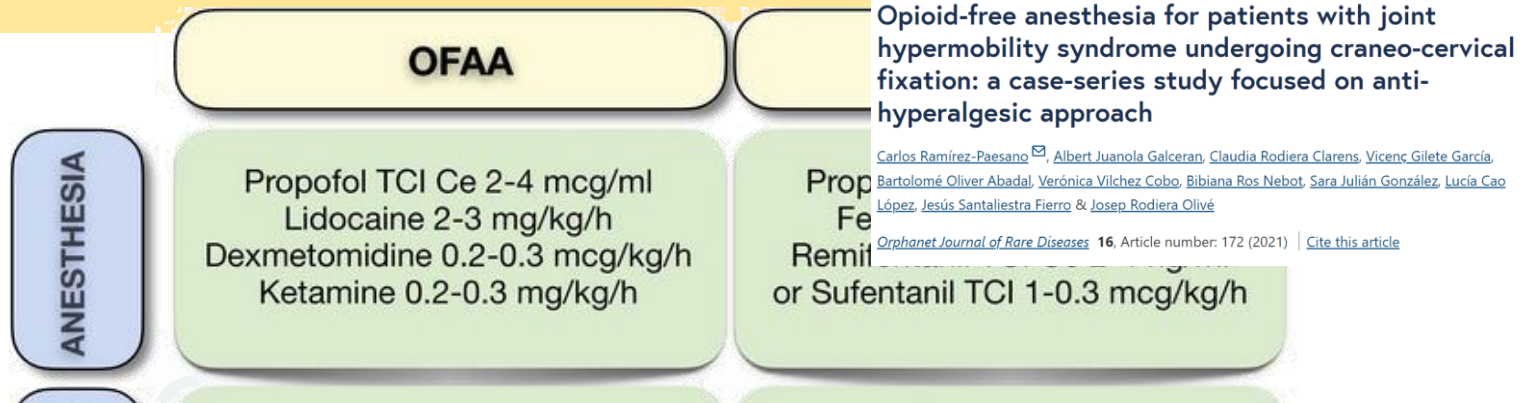 OFAA
Opioid-free anesthesia for patients with joint
hypermobility syndrome undergoing craneo-cervical
fixation: a case-series study focused on anti-
hyperalgesic approach
Carlos Ramírez-Paesano, Albert Juanola Galceran, Claudia Rodiera Clarens, Vicenç Gilete García,
Bartolomé Oliver Abadal, Verónica Vilchez Cobo, Bibiana Ros Nebot, Sara Julián González, Lucía Cao
López, Jesús Santaliestra Fierro & Josep Rodiera Olivé
Orphanet Journal of Rare Diseases 16, Article number: 172 (2021) Cite this article
ANESTHESIA
Propofol TCI Ce 2-4 mcg/ml
Lidocaine 2-3 mg/kg/h
Dexmetomidine 0.2-0.3 mcg/kg/h
Ketamine 0.2-0.3 mg/kg/h
or Sufentanil TCI 1-0.3 mcg/kg/h